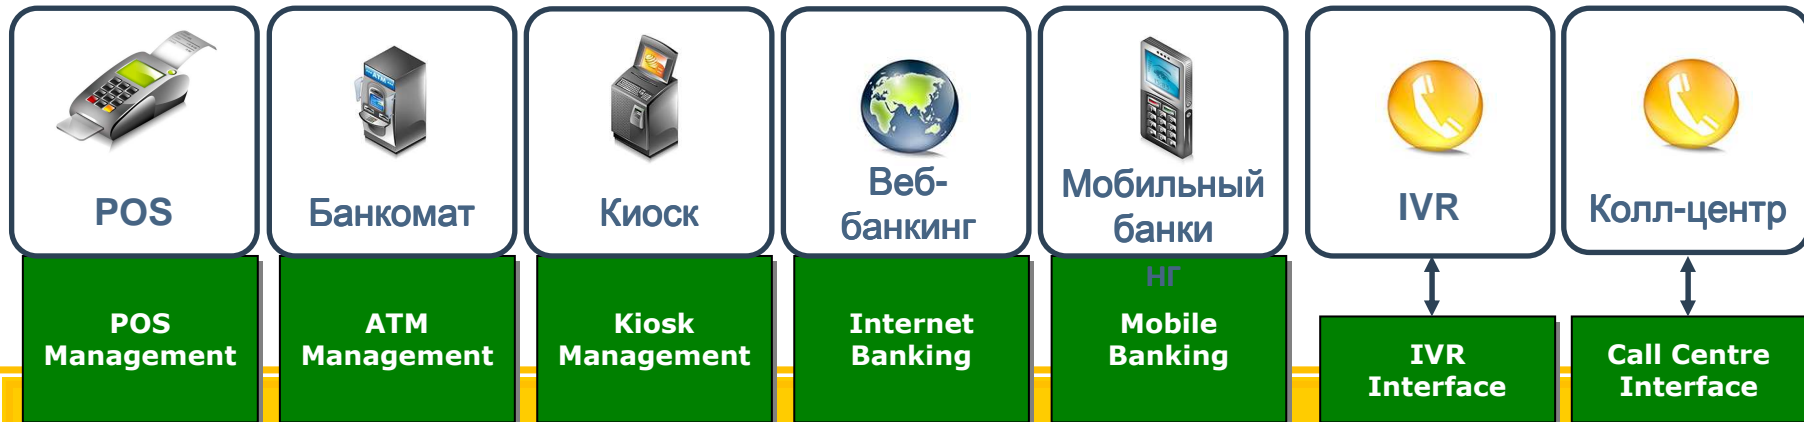 POS
Банкомат
Киоск
Веб-
банкинг
Мобильный
банки
нг
IVR
Колл-центр
POS
Management
ATM
Management
Kiosk
Management
Internet
Banking
Mobile
Banking
IVR
Interface
Call Centre
Interface
ATM